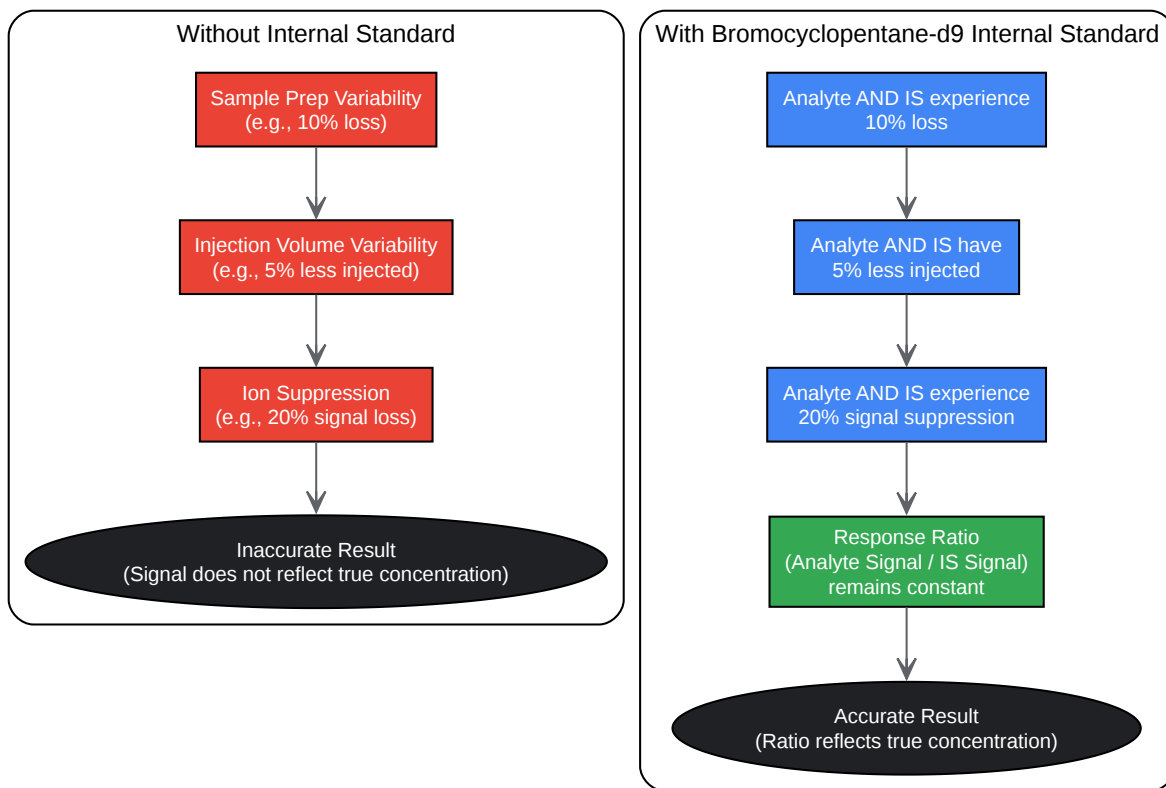 Without Internal Standard
Sample Prep Variability
(e.g., 10% loss)
Injection Volume Variability
(e.g., 5% less injected)
Ion Suppression
(e.g., 20% signal loss)
Inaccurate Result
(Signal does not reflect true concentration)
With Bromocyclopentane-d9 Internal Standard
Analyte AND IS experience
10% loss
Analyte AND IS have
5% less injected
Analyte AND IS experience
20% signal suppression
Response Ratio
(Analyte Signal / IS Signal)
remains constant
Accurate Result
(Ratio reflects true concentration)